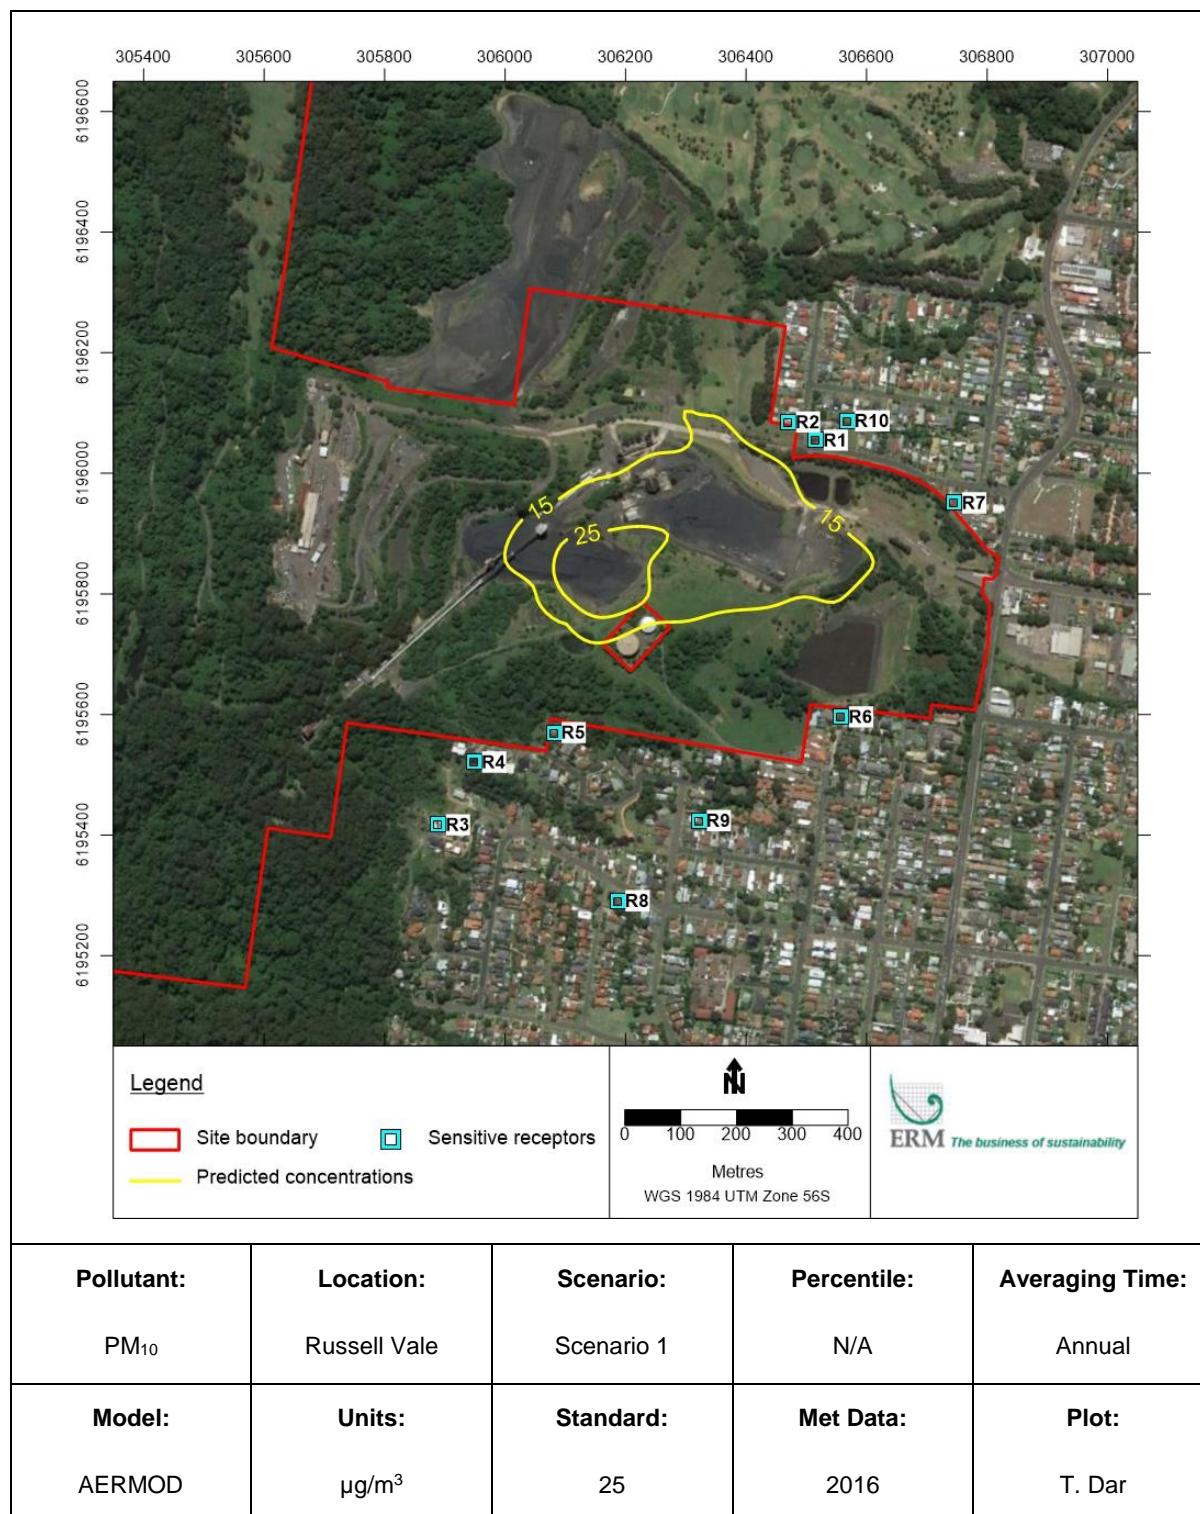 305400 305600 305800 306000 306200 306400 306600 306800 307000
6196600
6196400
6196200
6196000
6195800
6195600
6195400
6195200
R2
R10
R1
R7
15
25
15
R6
R5
R4
R3
R9
R8
Legend
Site boundary
Sensitive receptors
Predicted concentrations
N
0 100 200 300 400
Metres
WGS 1984 UTM Zone 56S
ERM The business of sustainability
Pollutant: Location: Scenario: Percentile: Averaging Time:
PM₁₀ Russell Vale Scenario 1 N/A Annual
Model: Units: Standard: Met Data: Plot:
AERMOD µg/m³ 25 2016 T. Dar